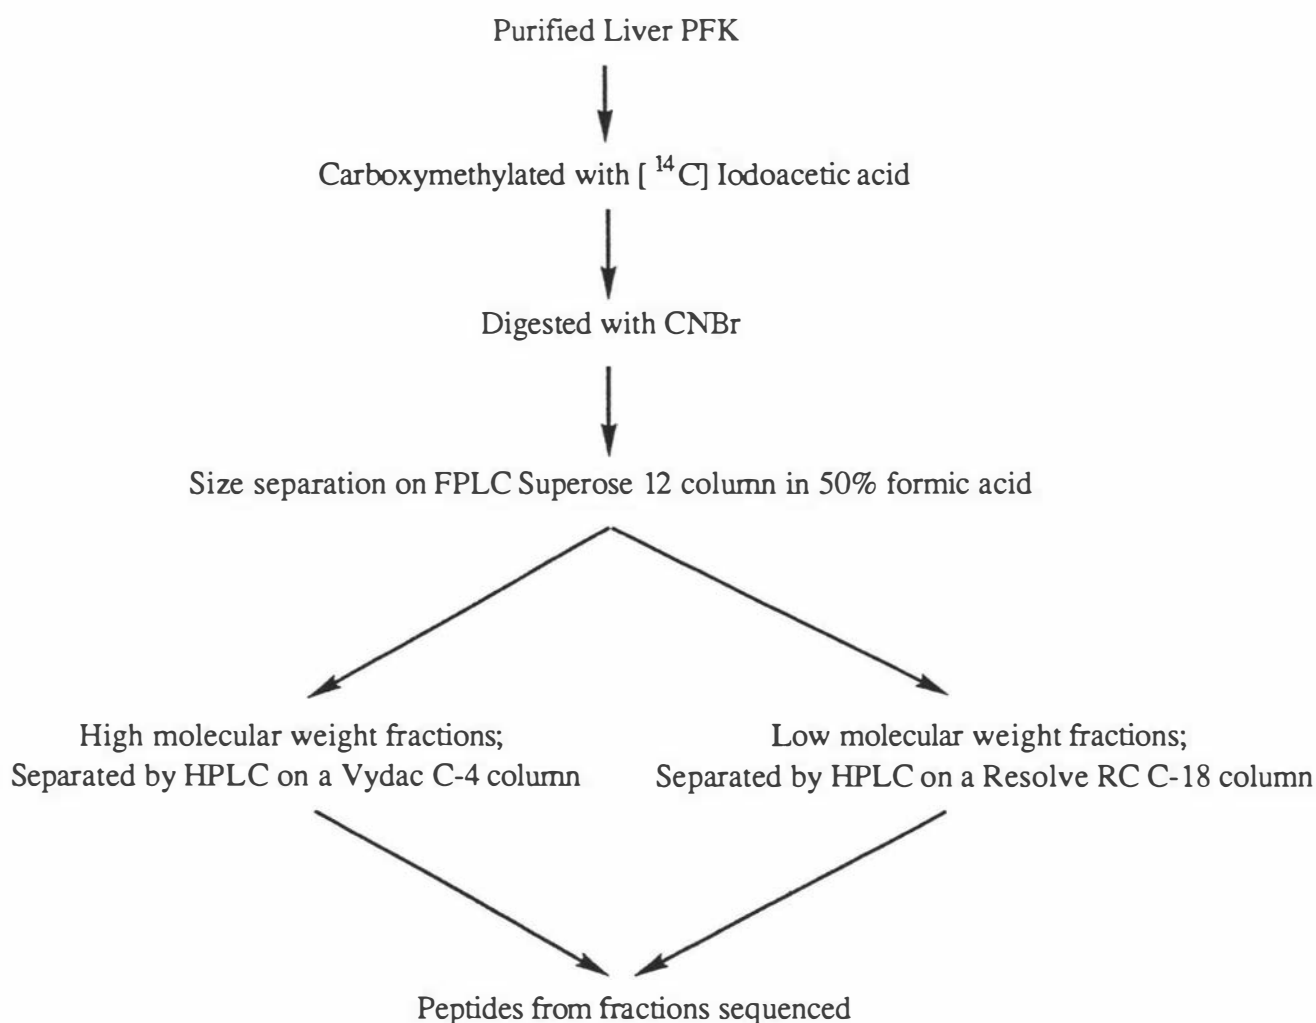 Purified Liver PFK
Carboxymethylated with [ ¹⁴C] Iodoacetic acid
Digested with CNBr
Size separation on FPLC Superose 12 column in 50% formic acid
High molecular weight fractions;
Separated by HPLC on a Vydac C-4 column
Low molecular weight fractions;
Separated by HPLC on a Resolve RC C-18 column
Peptides from fractions sequenced